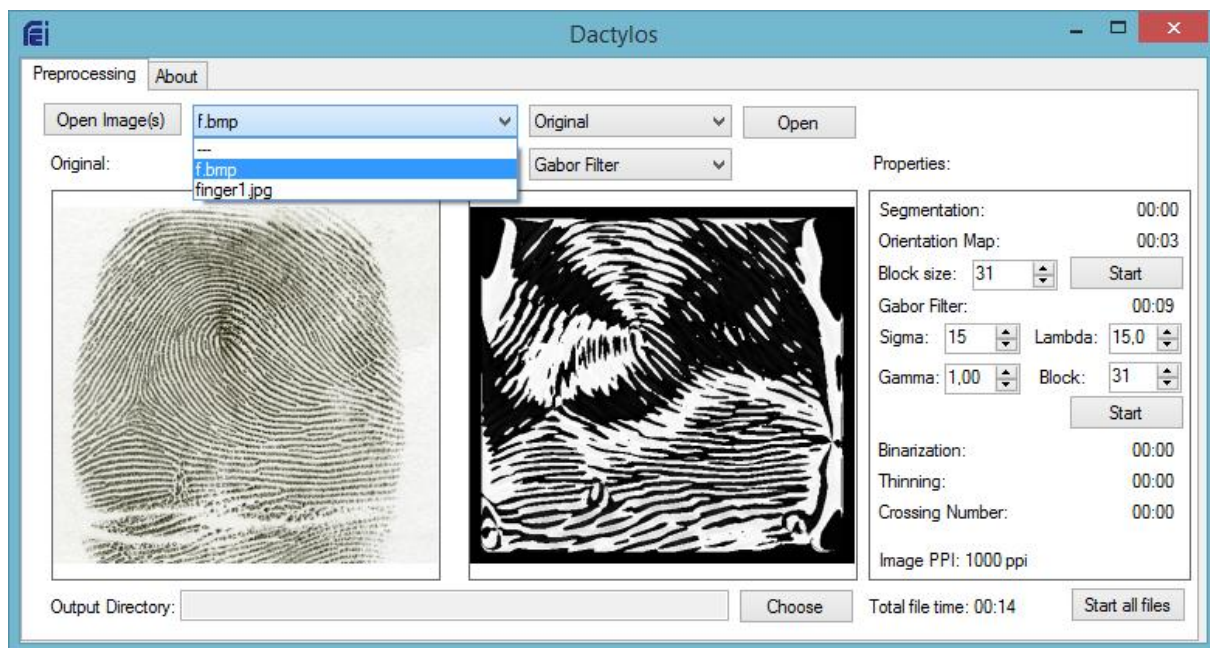 Dactylos
Preprocessing About
Open Image(s) f.bmp Original Open
---
Original: f.bmp Gabor Filter Properties:
finger1.jpg
Segmentation: 00:00
Orientation Map: 00:03
Block size: 31 Start
Gabor Filter: 00:09
Sigma: 15 Lambda: 15,0
Gamma: 1,00 Block: 31
Start
Binarization: 00:00
Thinning: 00:00
Crossing Number: 00:00
Image PPI: 1000 ppi
Output Directory: Choose Total file time: 00:14 Start all files